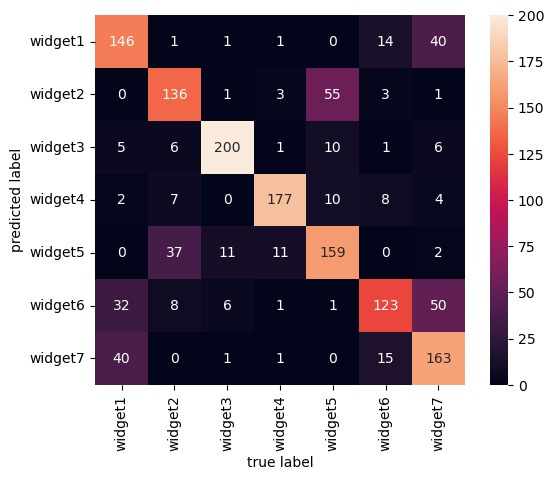 predicted label
widget1 146 1 1 1 0 14 40
widget2 0 136 1 3 55 3 1
widget3 5 6 200 1 10 1 6
widget4 2 7 0 177 10 8 4
widget5 0 37 11 11 159 0 2
widget6 32 8 6 1 1 123 50
widget7 40 0 1 1 0 15 163
widget1 widget2 widget3 widget4 widget5 widget6 widget7
true label
200
175
150
125
100
75
50
25
0